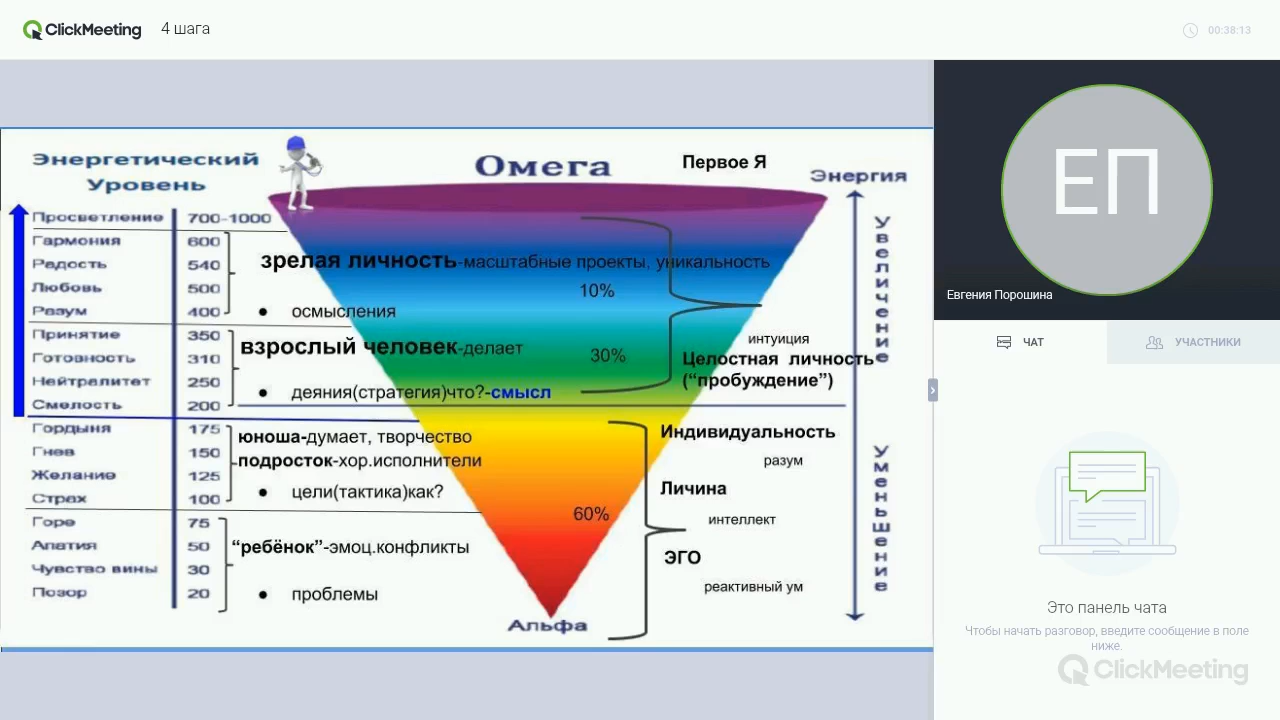 ClickMeeting
4 шага
00:38:13
Энергетический
Уровень
Омега
Первое Я
Энергия
Просветление 700-1000
Гармония 600
Радость 540
Любовь 500
Разум 400
Принятие 350
Готовность 310
Нейтралитет 250
Смелость 200
Гордыня 175
Гнев 150
Желание 125
Страх 100
Горе 75
Апатия 50
Чувство вины 30
Позор 20
зрелая личность-масштабные проекты, уникальность
10%
осмысления
взрослый человек-делает
30%
деяния(стратегия)что?-смысл
интуиция
Целостная личность
(“пробуждение”)
юноша-думает, творчество
подросток-хор.исполнители
цели(тактика)как?
Индивидуальность
разум
Личина
60%
интеллект
“ребёнок”-эмоц.конфликты
ЭГО
реактивный ум
проблемы
Альфа
Увеличение
Уменьшение
ЕП
Евгения Порошина
ЧАТ
УЧАСТНИКИ
Это панель чата
Чтобы начать разговор, введите сообщение в поле
ниже.
ClickMeeting